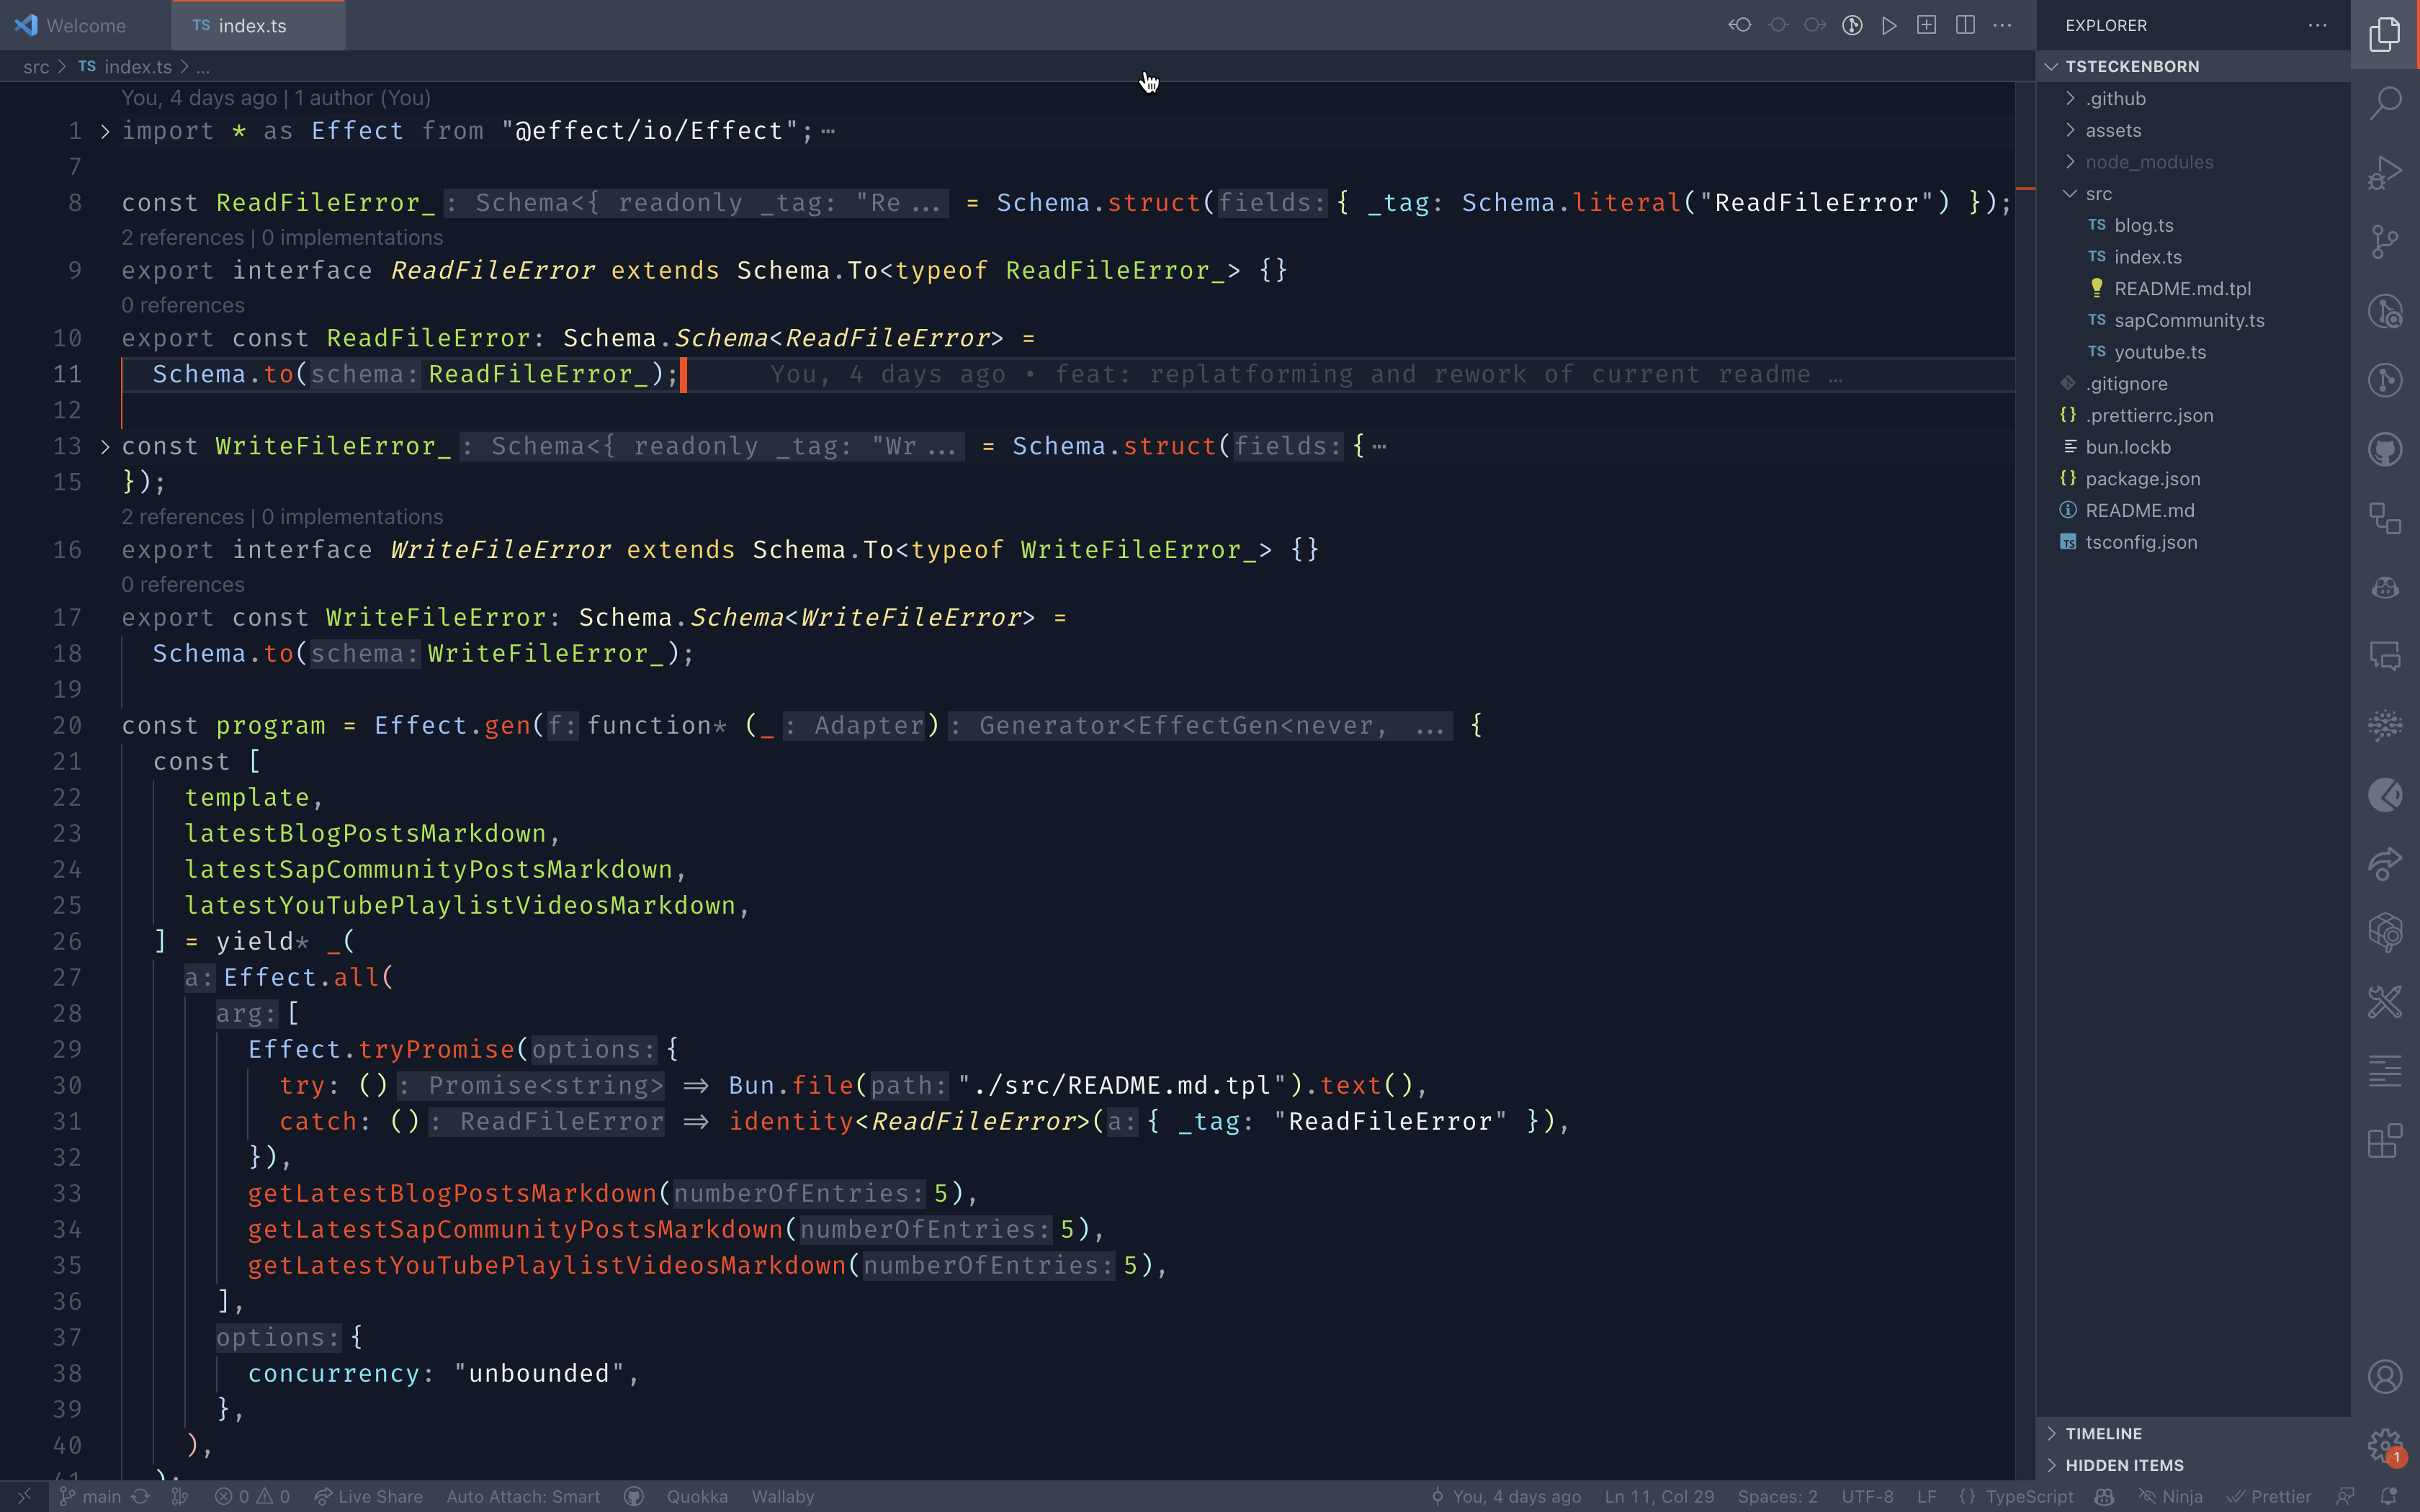 Welcome
TS index.ts
src > TS index.ts > ...
You, 4 days ago | 1 author (You)
1 > import * as Effect from "@effect/io/Effect"; ⋯
7
8 const ReadFileError_: Schema<{ readonly _tag: "Re ... = Schema.struct(fields: { _tag: Schema.literal("ReadFileError") });
2 references | 0 implementations
9 export interface ReadFileError extends Schema.To<typeof ReadFileError_> {}
0 references
10 export const ReadFileError: Schema.Schema<ReadFileError> =
11 Schema.to(schema: ReadFileError_); You, 4 days ago • feat: replatforming and rework of current readme …
12
13 > const WriteFileError_: Schema<{ readonly _tag: "Wr ... = Schema.struct(fields: { ⋯
15 });
2 references | 0 implementations
16 export interface WriteFileError extends Schema.To<typeof WriteFileError_> {}
0 references
17 export const WriteFileError: Schema.Schema<WriteFileError> =
18 Schema.to(schema: WriteFileError_);
19
20 const program = Effect.gen(f: function* (_: Adapter): Generator<EffectGen<never, ... {
21 const [
22 template,
23 latestBlogPostsMarkdown,
24 latestSapCommunityPostsMarkdown,
25 latestYouTubePlaylistVideosMarkdown,
26 ] = yield* _(
27 a: Effect.all(
28 arg: [
29 Effect.tryPromise(options: {
30 try: (): Promise<string> ⇒ Bun.file(path: "./src/README.md.tpl").text(),
31 catch: (): ReadFileError ⇒ identity<ReadFileError>(a: { _tag: "ReadFileError" }),
32 }),
33 getLatestBlogPostsMarkdown(numberOfEntries: 5),
34 getLatestSapCommunityPostsMarkdown(numberOfEntries: 5),
35 getLatestYouTubePlaylistVideosMarkdown(numberOfEntries: 5),
36 ],
37 options: {
38 concurrency: "unbounded",
39 },
40 ),
41 );
EXPLORER
TSTECKENBORN
.github
assets
node_modules
src
TS blog.ts
TS index.ts
README.md.tpl
TS sapCommunity.ts
TS youtube.ts
.gitignore
{} .prettierrc.json
bun.lockb
{} package.json
README.md
TS tsconfig.json
TIMELINE
HIDDEN ITEMS
1
main 0 0 Live Share Auto Attach: Smart Quokka Wallaby You, 4 days ago Ln 11, Col 29 Spaces: 2 UTF-8 LF {} TypeScript Ninja Prettier